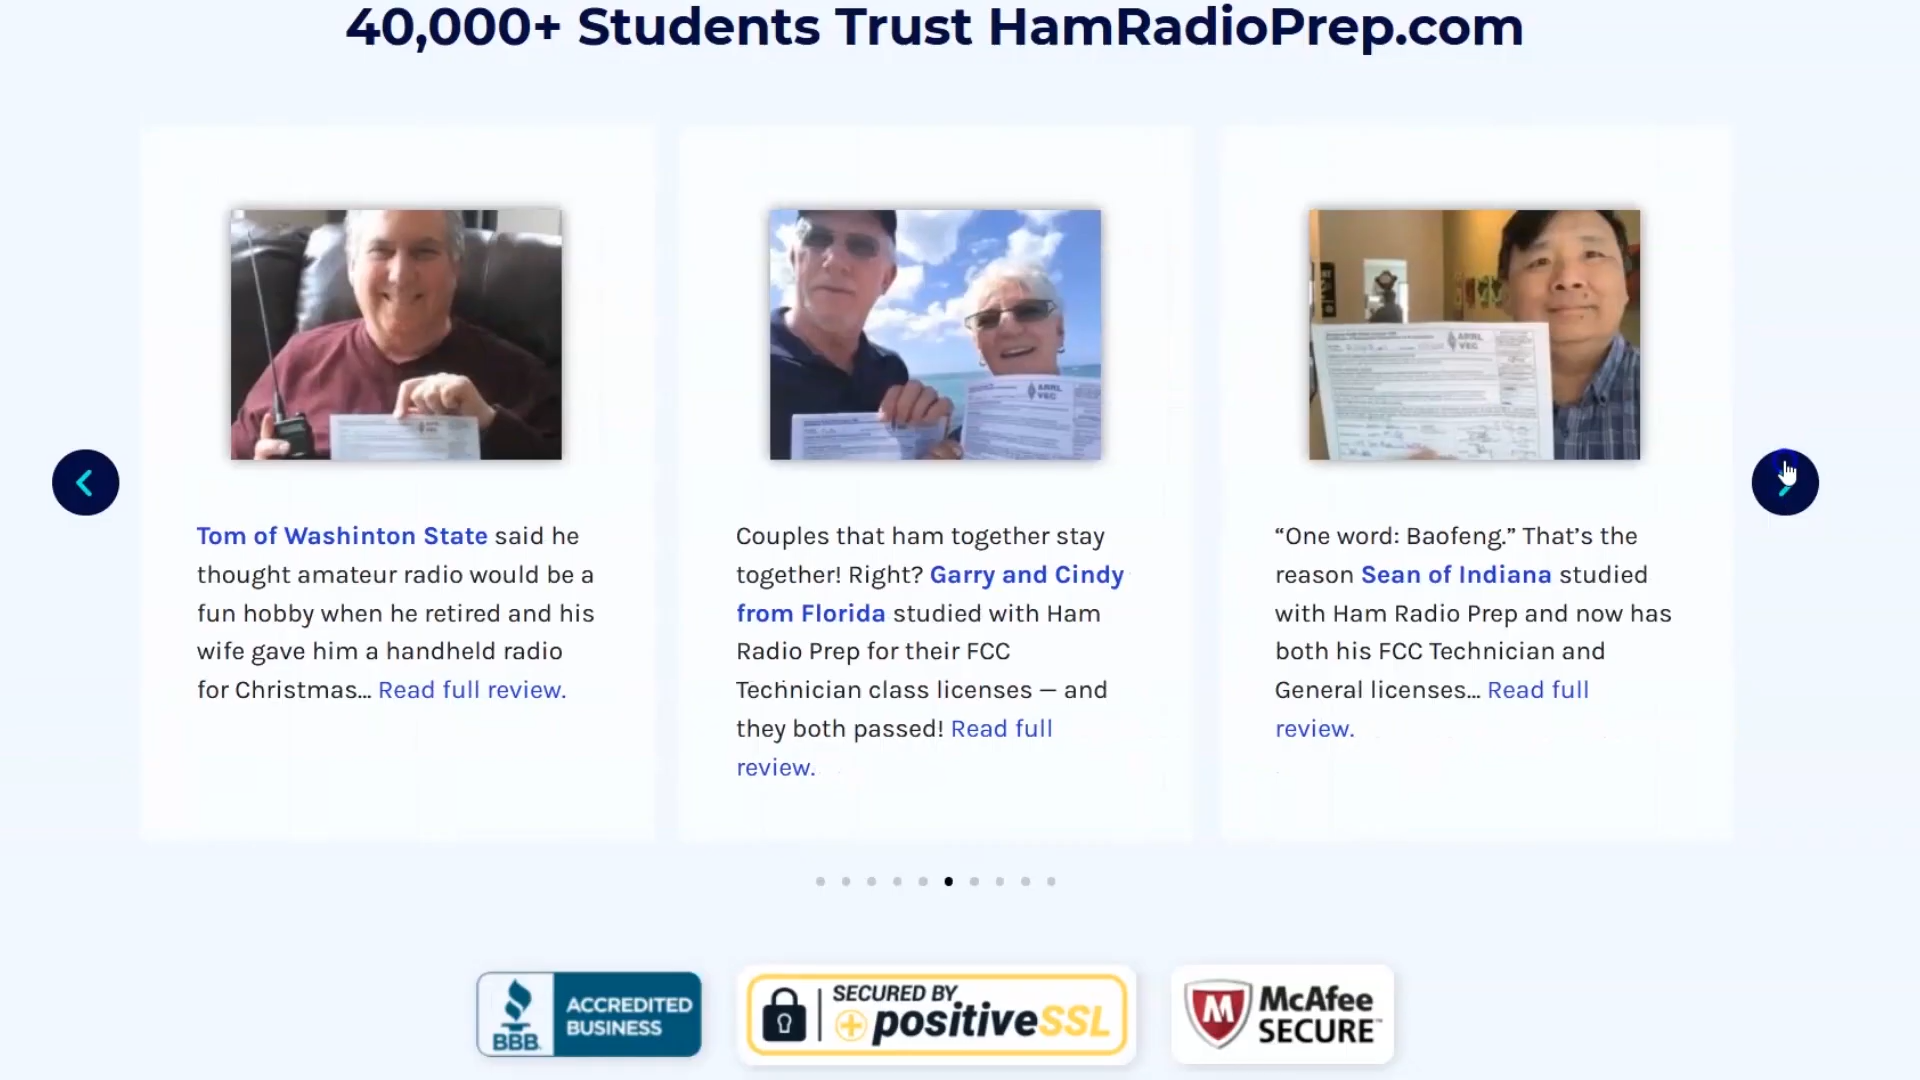 40,000+ Students Trust HamRadioPrep.com
ARRL
VEC
ARRL
VEC
Tom of Washinton State said he
thought amateur radio would be a
fun hobby when he retired and his
wife gave him a handheld radio
for Christmas... Read full review.
Couples that ham together stay
together! Right? Garry and Cindy
from Florida studied with Ham
Radio Prep for their FCC
Technician class licenses — and
they both passed! Read full
review.
“One word: Baofeng.” That’s the
reason Sean of Indiana studied
with Ham Radio Prep and now has
both his FCC Technician and
General licenses... Read full
review.
BBB
ACCREDITED
BUSINESS
SECURED BY
positiveSSL
McAfee
SECURE™